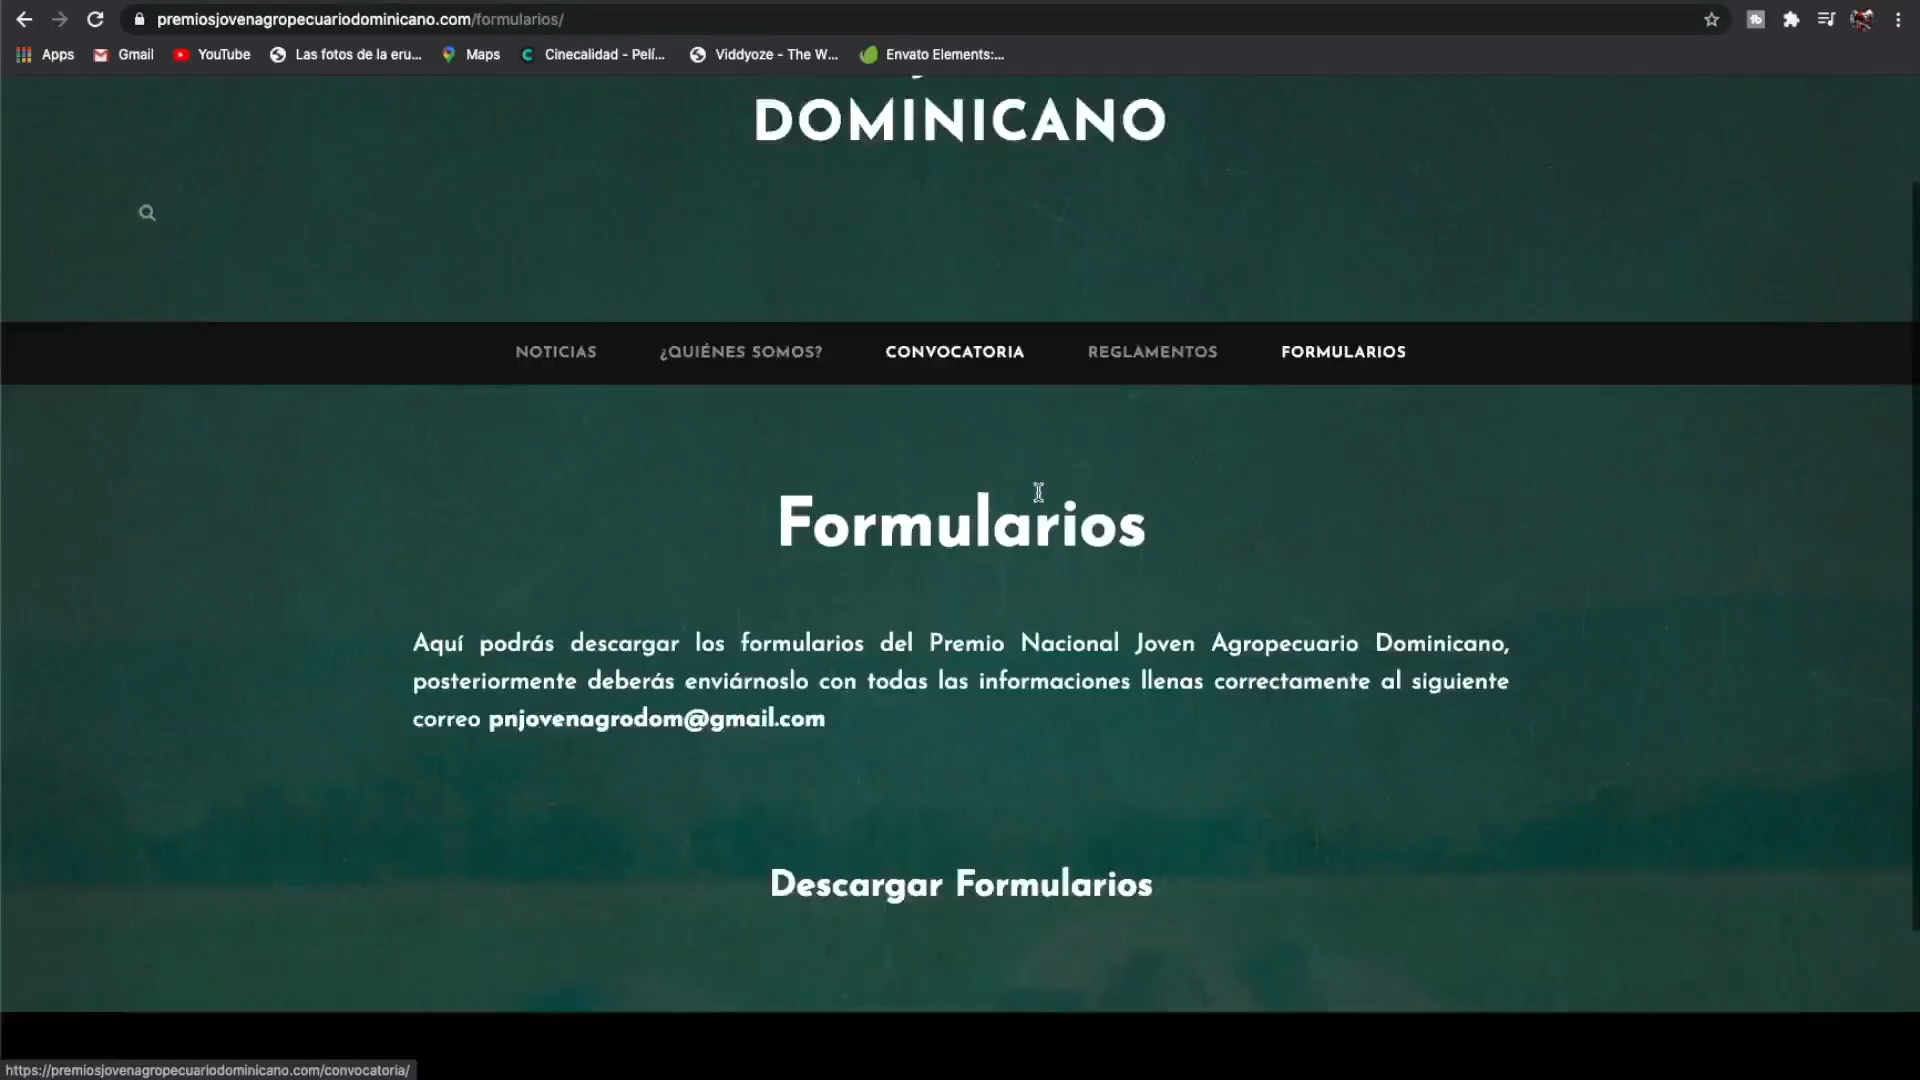 premiosjovenagropecuariodominicano.com/formularios/
Apps Gmail YouTube Las fotos de la eru... Maps Cinecalidad - Pelí... Viddyoze - The W... Envato Elements:...
DOMINICANO
NOTICIAS ¿QUIÉNES SOMOS? CONVOCATORIA REGLAMENTOS FORMULARIOS
Formularios
Aquí podrás descargar los formularios del Premio Nacional Joven Agropecuario Dominicano,
posteriormente deberás enviárnoslo con todas las informaciones llenas correctamente al siguiente
correo pnjovenagrodom@gmail.com
Descargar Formularios
https://premiosjovenagropecuariodominicano.com/convocatoria/